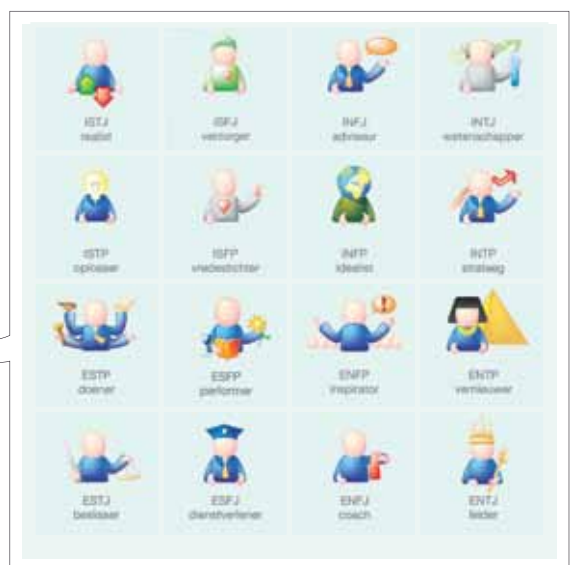 ISTJ
realist
ISFJ
verzorger
INFJ
adviseur
INTJ
wetenschapper
ISTP
oplosser
ISFP
vredestichter
INFP
idealist
INTP
strateeg
ESTP
doener
ESFP
performer
ENFP
inspirator
ENTP
vernieuwer
ESTJ
beslisser
ESFJ
dienstverlener
ENFJ
coach
ENTJ
leider